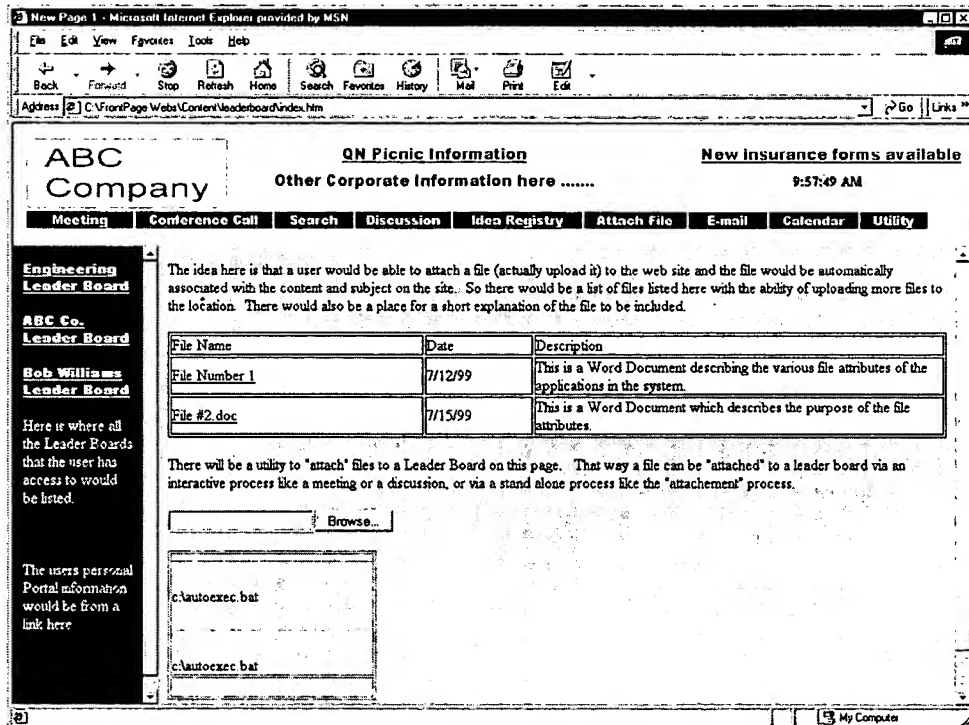 New Page 1 - Microsoft Internet Explorer provided by MSN
File Edit View Favorites Tools Help
Back Forward Stop Refresh Home Search Favorites History Mail Print Edit
Address C:\FrontPage Webs\Content\leaderboard\index.htm Go Links »
ABC
Company
QN Picnic Information
Other Corporate Information here .......
New insurance forms available
9:57:49 AM
Meeting Conference Call Search Discussion Idea Registry Attach File E-mail Calendar Utility
Engineering
Leader Board
ABC Co.
Leader Board
Bob Williams
Leader Board
Here is where all
the Leader Boards
that the user has
access to would
be listed.
The users personal
Portal information
would be from a
link here
The idea here is that a user would be able to attach a file (actually upload it) to the web site and the file would be automatically
associated with the content and subject on the site. So there would be a list of files listed here with the ability of uploading more files to
the location. There would also be a place for a short explanation of the file to be included.
File Name Date Description
File Number 1 7/12/99 This is a Word Document describing the various file attributes of the
applications in the system.
File #2.doc 7/15/99 This is a Word Document which describes the purpose of the file
attributes.
There will be a utility to "attach" files to a Leader Board on this page. That way a file can be "attached" to a leader board via an
interactive process like a meeting or a discussion, or via a stand alone process like the "attachement" process.
Browse...
c:\autoexec.bat
c:\autoexec.bat
My Computer